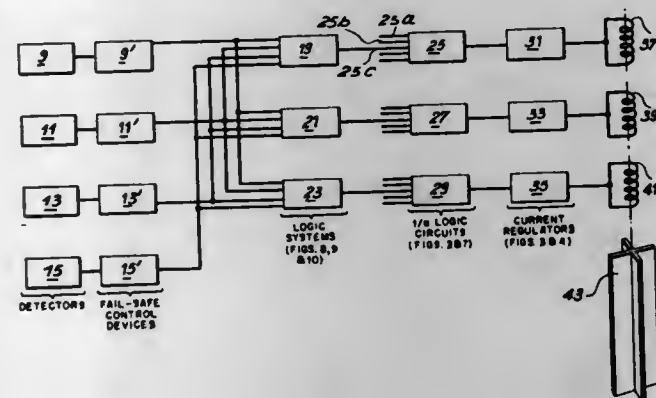 25b
25a
9
9'
19
25
31
37
25c
11
11'
21
27
33
39
13
13'
23
29
35
41
LOGIC
SYSTEMS
(FIGS. 8,9
&10)
1/n LOGIC
CIRCUITS
(FIGS. 3&7)
CURRENT
REGULATORS
(FIGS. 3&4)
15
15'
43
DETECTORS
FAIL-SAFE
CONTROL
DEVICES